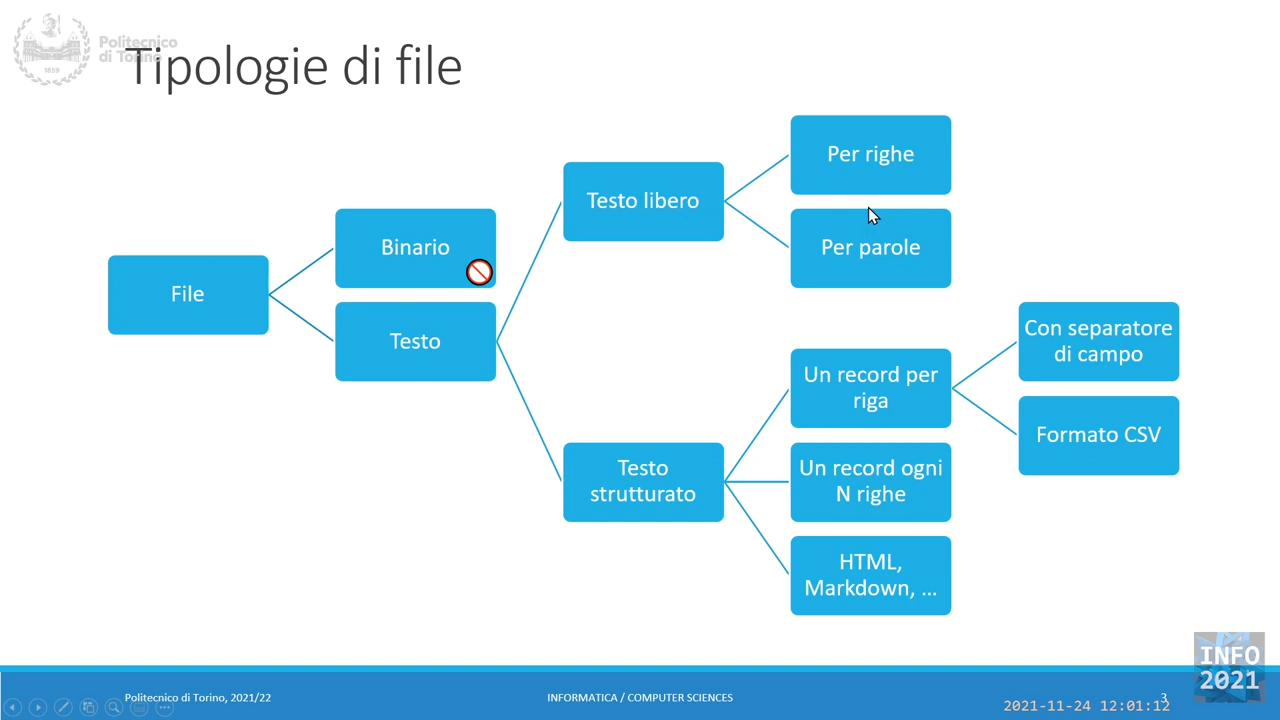 Politecnico
di Torino
1859
Tipologie di file
File
Binario
Testo
Testo libero
Per righe
Per parole
Testo
strutturato
Un record per
riga
Con separatore
di campo
Formato CSV
Un record ogni
N righe
HTML,
Markdown, ...
Politecnico di Torino, 2021/22
INFORMATICA / COMPUTER SCIENCES
3
INFO
2021
2021-11-24 12:01:12